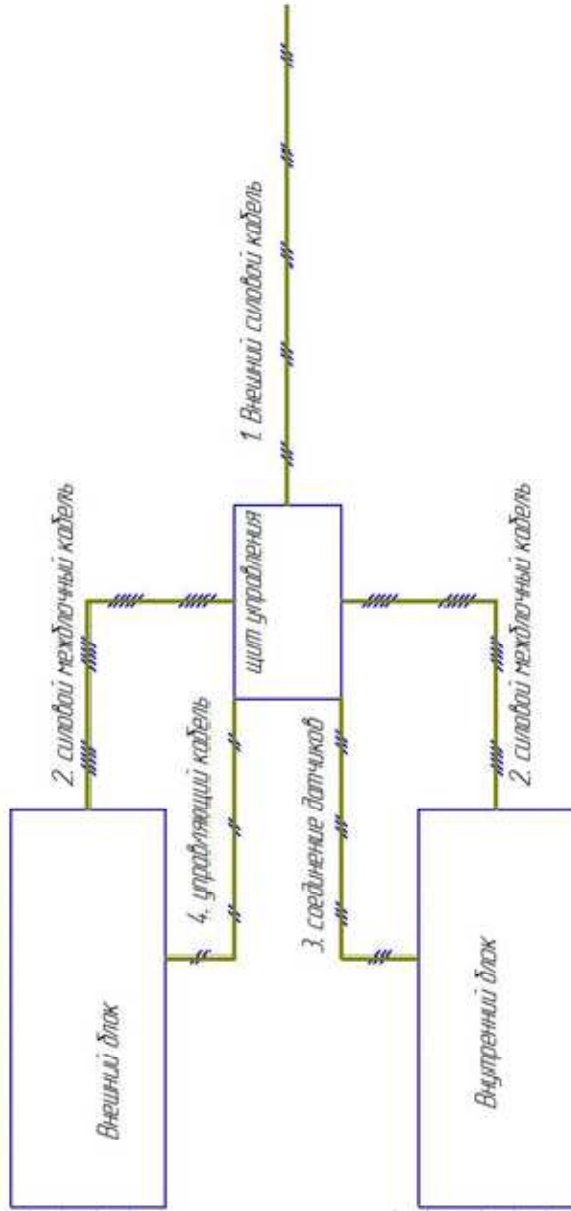 1. Внешний силовой кабель
2. силовой межблочный кабель
щит управления
4. управляющий кабель
3. соединение датчиков
2. силовой межблочный кабель
Внешний блок
Внутренний блок